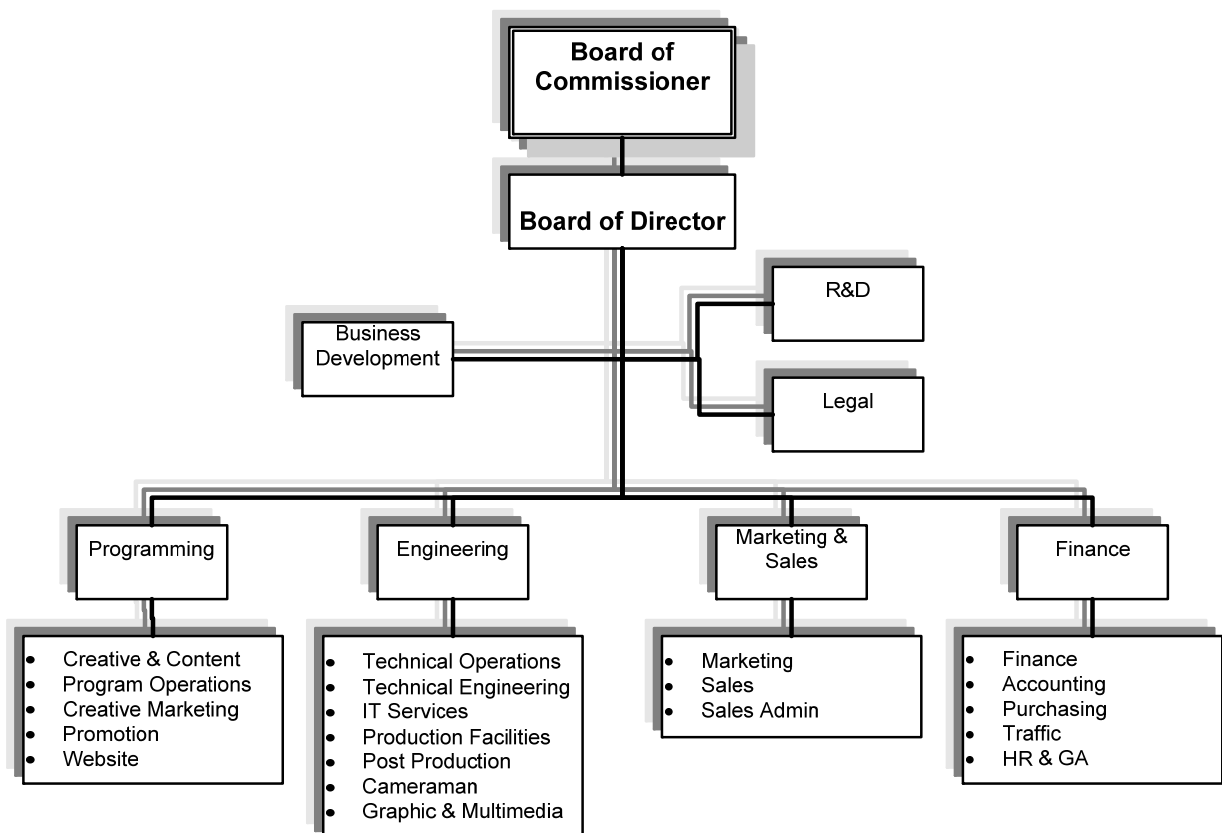 Board of
Commissioner
Board of Director
R&D
Business
Development
Legal
Programming
Engineering
Marketing &
Sales
Finance
• Creative & Content
• Program Operations
• Creative Marketing
• Promotion
• Website
• Technical Operations
• Technical Engineering
• IT Services
• Production Facilities
• Post Production
• Cameraman
• Graphic & Multimedia
• Marketing
• Sales
• Sales Admin
• Finance
• Accounting
• Purchasing
• Traffic
• HR & GA